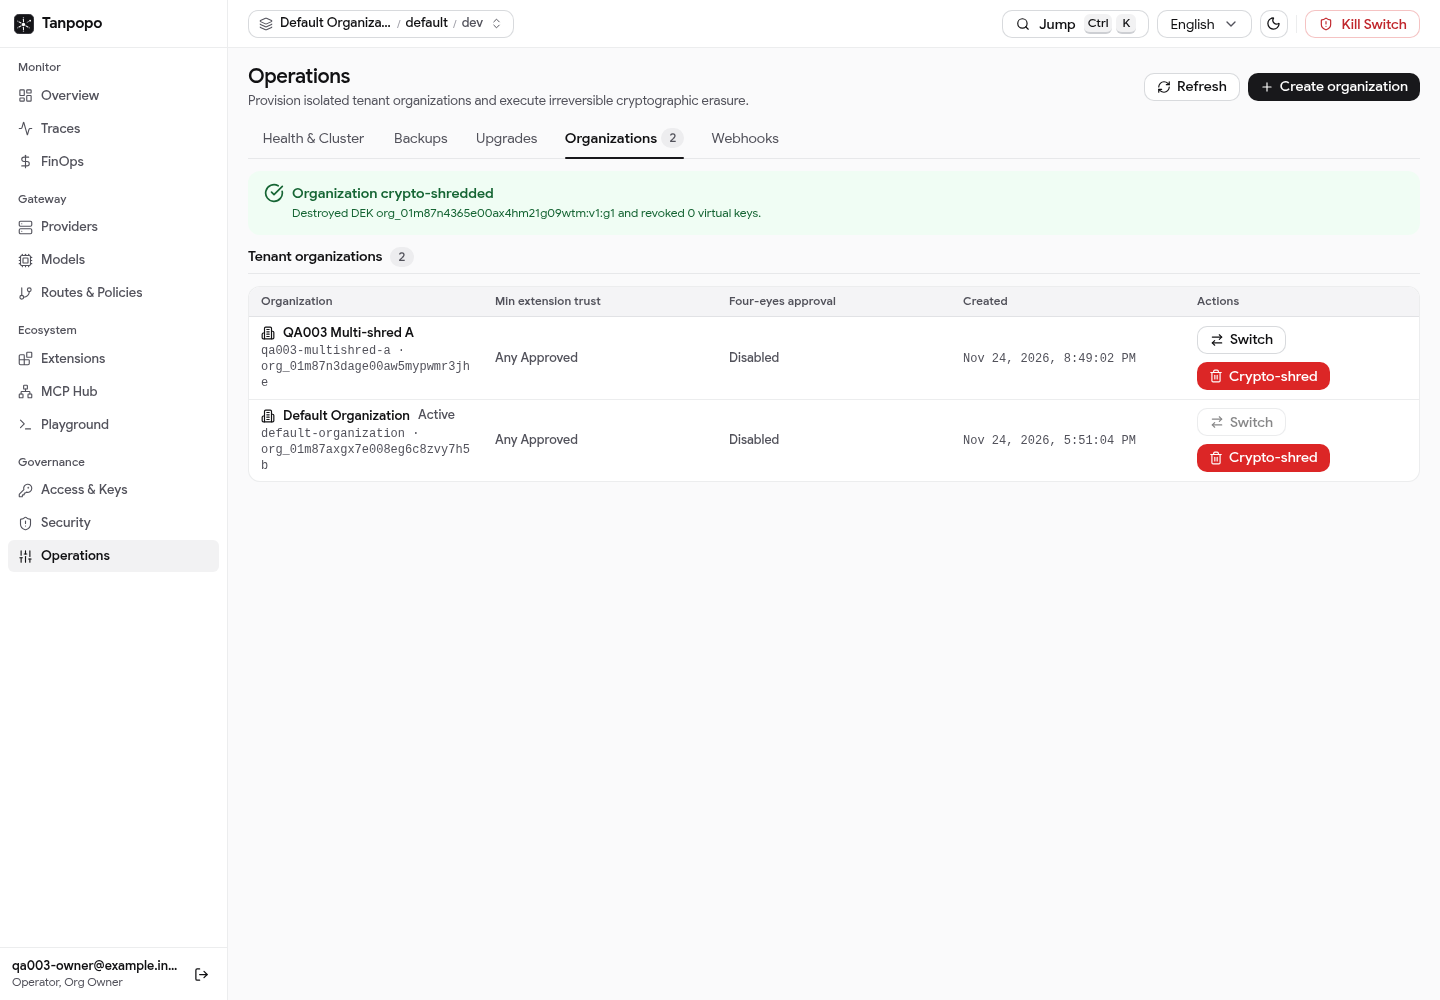 Tanpopo
Default Organiza... / default / dev
Jump Ctrl K
English
Kill Switch
Monitor
Overview
Traces
FinOps
Gateway
Providers
Models
Routes & Policies
Ecosystem
Extensions
MCP Hub
Playground
Governance
Access & Keys
Security
Operations
qa003-owner@example.in...
Operator, Org Owner
Operations
Provision isolated tenant organizations and execute irreversible cryptographic erasure.
Refresh
Create organization
Health & Cluster Backups Upgrades Organizations 2 Webhooks
Organization crypto-shredded
Destroyed DEK org_01m87n4365e00ax4hm21g09wtm:v1:g1 and revoked 0 virtual keys.
Tenant organizations 2
Organization Min extension trust Four-eyes approval Created Actions
QA003 Multi-shred A
qa003-multishred-a ·
org_01m87n3dage00aw5mypwmr3jh
e
Any Approved
Disabled
Nov 24, 2026, 8:49:02 PM
Switch
Crypto-shred
Default Organization Active
default-organization ·
org_01m87axgx7e008eg6c8zvy7h5
b
Any Approved
Disabled
Nov 24, 2026, 5:51:04 PM
Switch
Crypto-shred